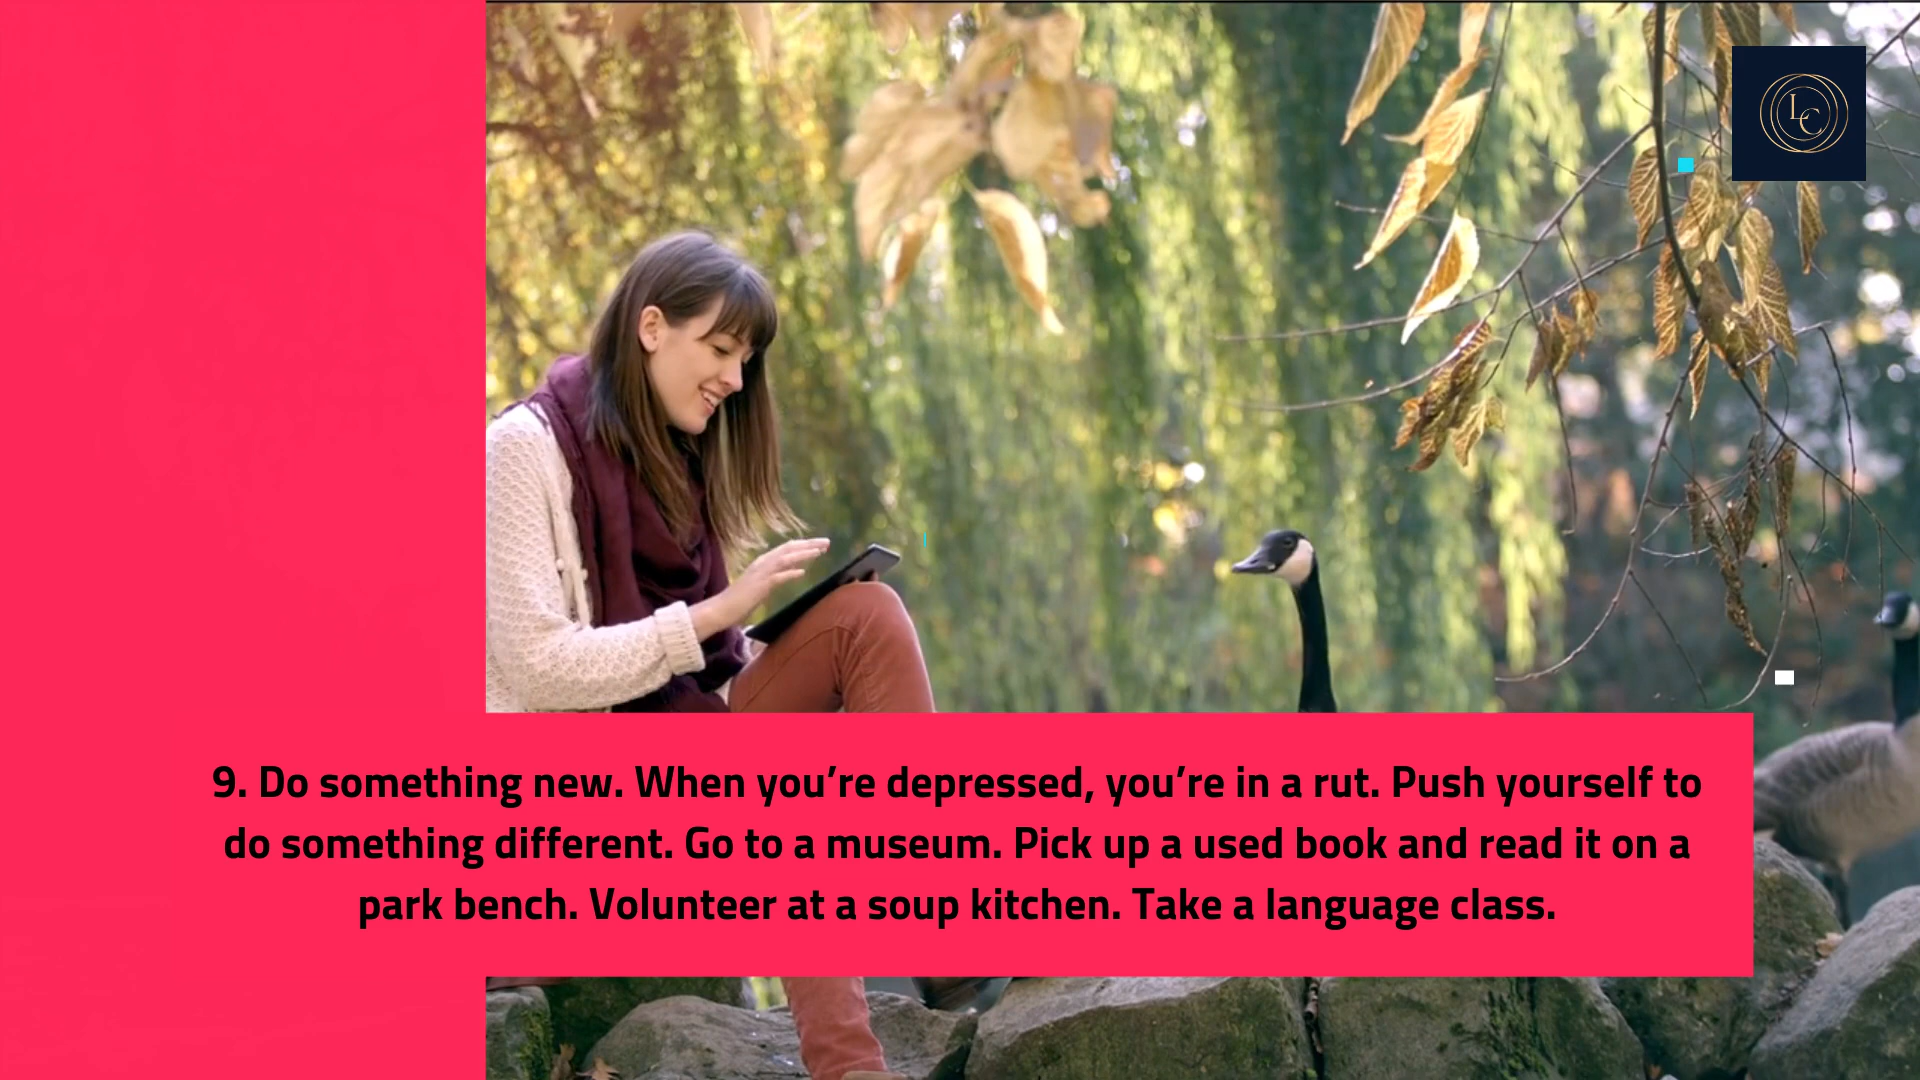 LC
9. Do something new. When you’re depressed, you’re in a rut. Push yourself to
do something different. Go to a museum. Pick up a used book and read it on a
park bench. Volunteer at a soup kitchen. Take a language class.